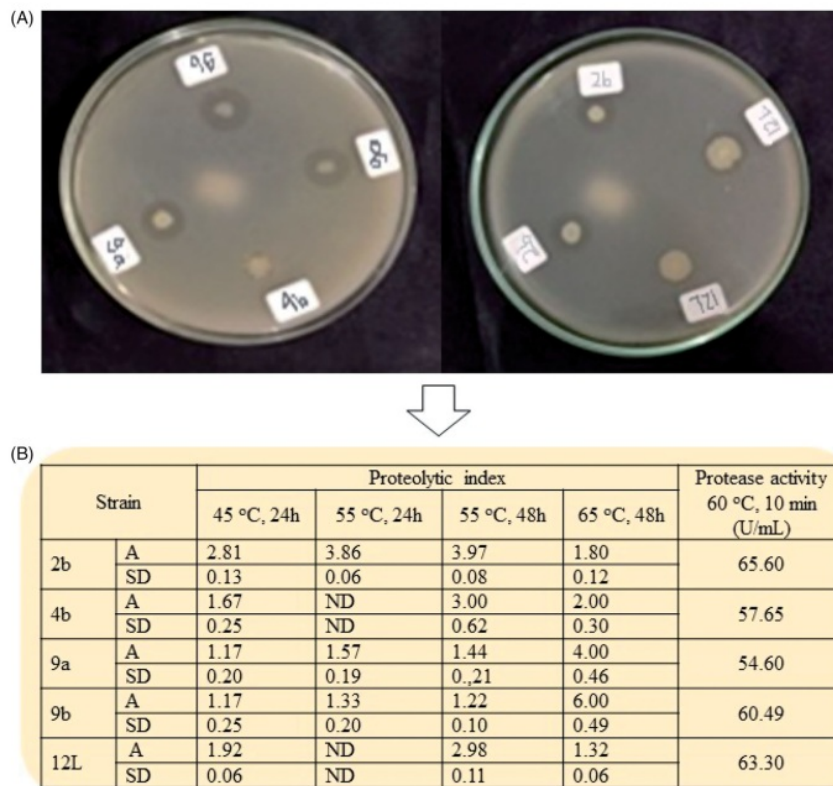 (A)
2b
12L
2b
12L
9a
4b
(B)
Strain Proteolytic index Protease activity 60 °C, 10 min (U/mL)
45 °C, 24h 55 °C, 24h 55 °C, 48h 65 °C, 48h
2b A 2.81 3.86 3.97 1.80 65.60
SD 0.13 0.06 0.08 0.12
4b A 1.67 ND 3.00 2.00 57.65
SD 0.25 ND 0.62 0.30
9a A 1.17 1.57 1.44 4.00 54.60
SD 0.20 0.19 0.,21 0.46
9b A 1.17 1.33 1.22 6.00 60.49
SD 0.25 0.20 0.10 0.49
12L A 1.92 ND 2.98 1.32 63.30
SD 0.06 ND 0.11 0.06